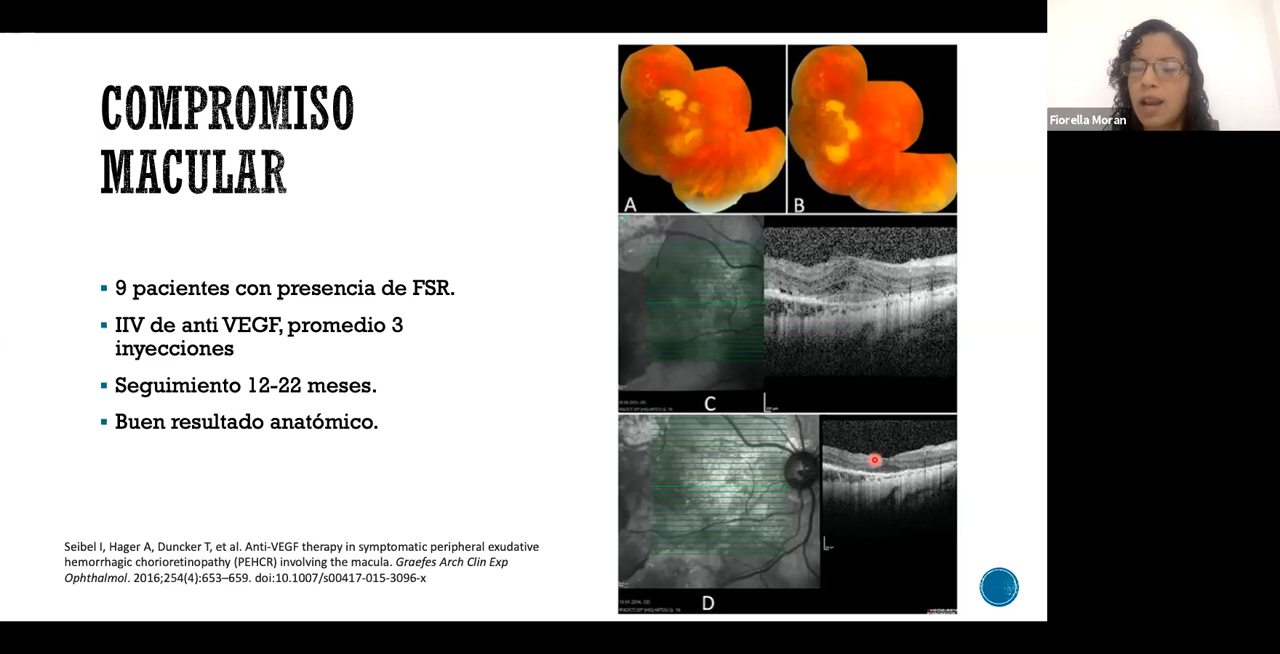 COMPROMISO
MACULAR
9 pacientes con presencia de FSR.
IIV de anti VEGF, promedio 3
inyecciones
Seguimiento 12-22 meses.
Buen resultado anatómico.
Seibel I, Hager A, Duncker T, et al. Anti-VEGF therapy in symptomatic peripheral exudative
hemorrhagic chorioretinopathy (PEHCR) involving the macula. Graefes Arch Clin Exp
Ophthalmol. 2016;254(4):653–659. doi:10.1007/s00417-015-3096-x
A
B
C
D
Fiorella Moran